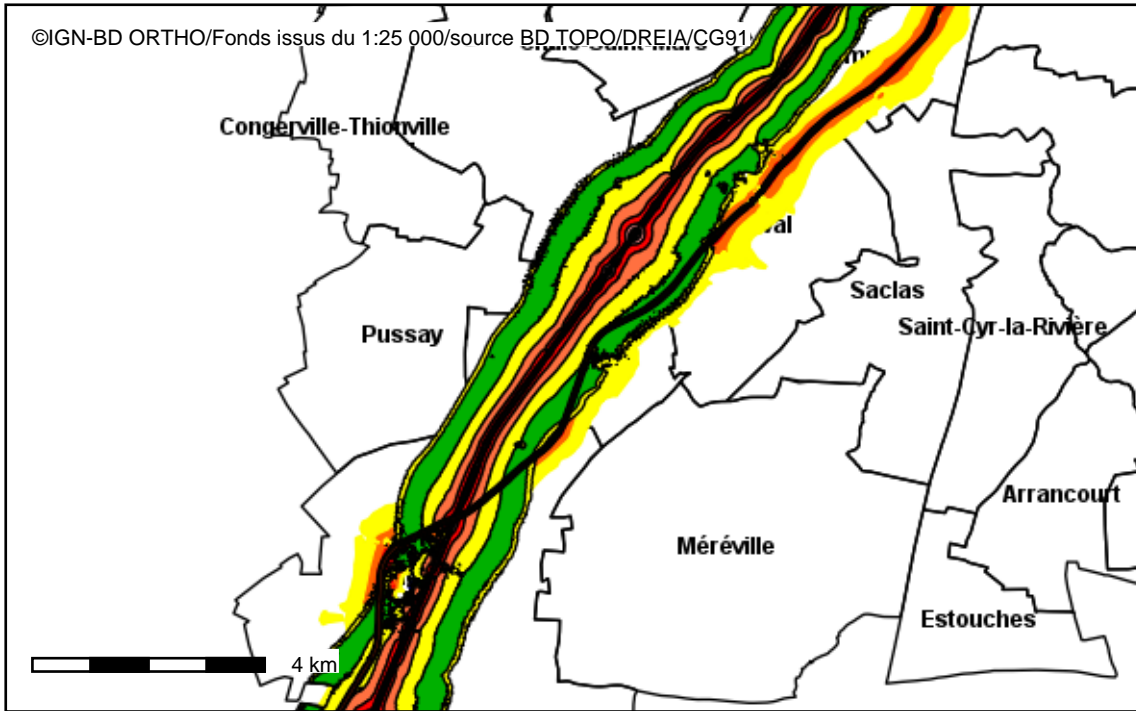 ©IGN-BD ORTHO/Fonds issus du 1:25 000/source BD TOPO/DREIA/CG91
Congerville-Thionville
Saclas
Pussay
Saint-Cyr-la-Rivière
Arrancourt
Méréville
Estouches
4 km